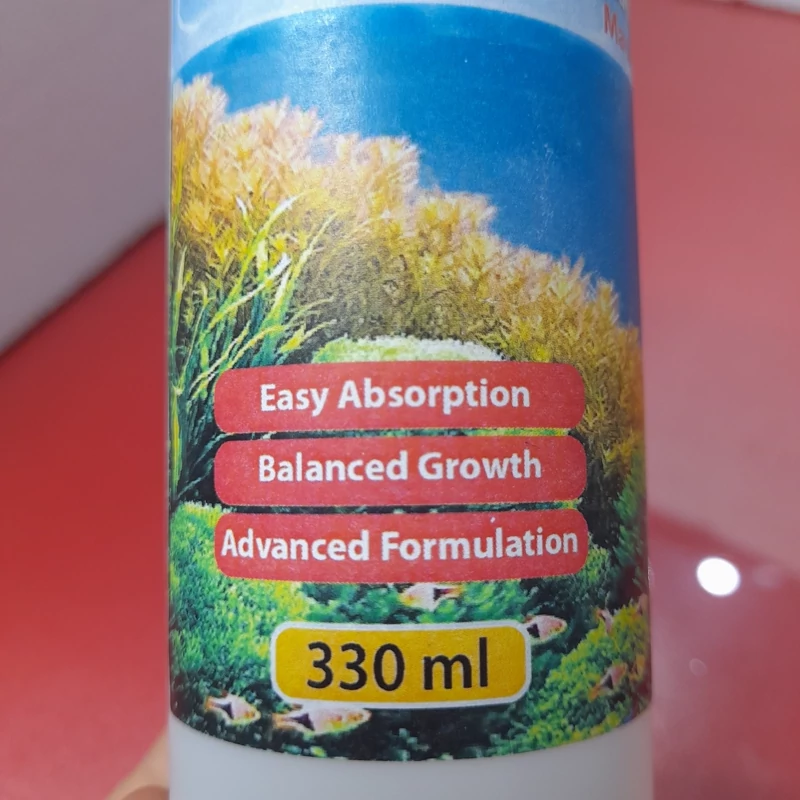 Easy Absorption
Balanced Growth
Advanced Formulation
330 ml